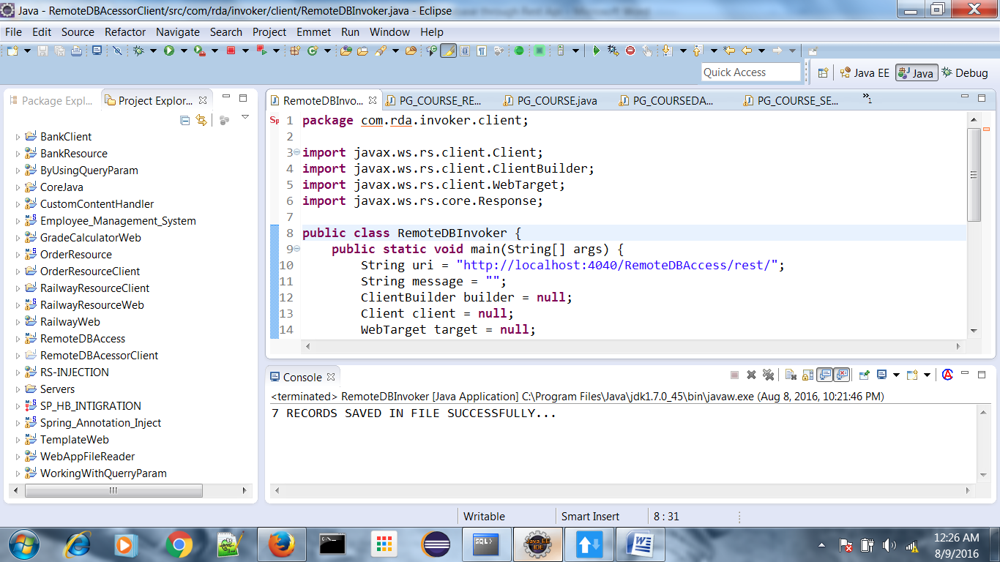 Java - RemoteDBAcessorClient/src/com/rda/invoker/client/RemoteDBInvoker.java - Eclipse
File Edit Source Refactor Navigate Search Project Emmet Run Window Help
Quick Access
Java EE
Java
Debug
Package Expl...
Project Explor...
BankClient
BankResource
ByUsingQueryParam
CoreJava
CustomContentHandler
Employee_Management_System
GradeCalculatorWeb
OrderResource
OrderResourceClient
RailwayResourceClient
RailwayResourceWeb
RailwayWeb
RemoteDBAccess
RemoteDBAcessorClient
RS-INJECTION
Servers
SP_HB_INTIGRATION
Spring_Annotation_Inject
TemplateWeb
WebAppFileReader
WorkingWithQuerryParam
RemoteDBInvo... PG_COURSE_RE... PG_COURSE.java PG_COURSEDA... PG_COURSE_SE... »1
Sp 1 package com.rda.invoker.client;
2
3 import javax.ws.rs.client.Client;
4 import javax.ws.rs.client.ClientBuilder;
5 import javax.ws.rs.client.WebTarget;
6 import javax.ws.rs.core.Response;
7
8 public class RemoteDBInvoker {
9 public static void main(String[] args) {
10 String uri = "http://localhost:4040/RemoteDBAccess/rest/";
11 String message = "";
12 ClientBuilder builder = null;
13 Client client = null;
14 WebTarget target = null;
Console
<terminated> RemoteDBInvoker [Java Application] C:\Program Files\Java\jdk1.7.0_45\bin\javaw.exe (Aug 8, 2016, 10:21:46 PM)
7 RECORDS SAVED IN FILE SUCCESSFULLY...
Writable
Smart Insert
8 : 31
SQL>
Java EE
IDE
12:26 AM
8/9/2016